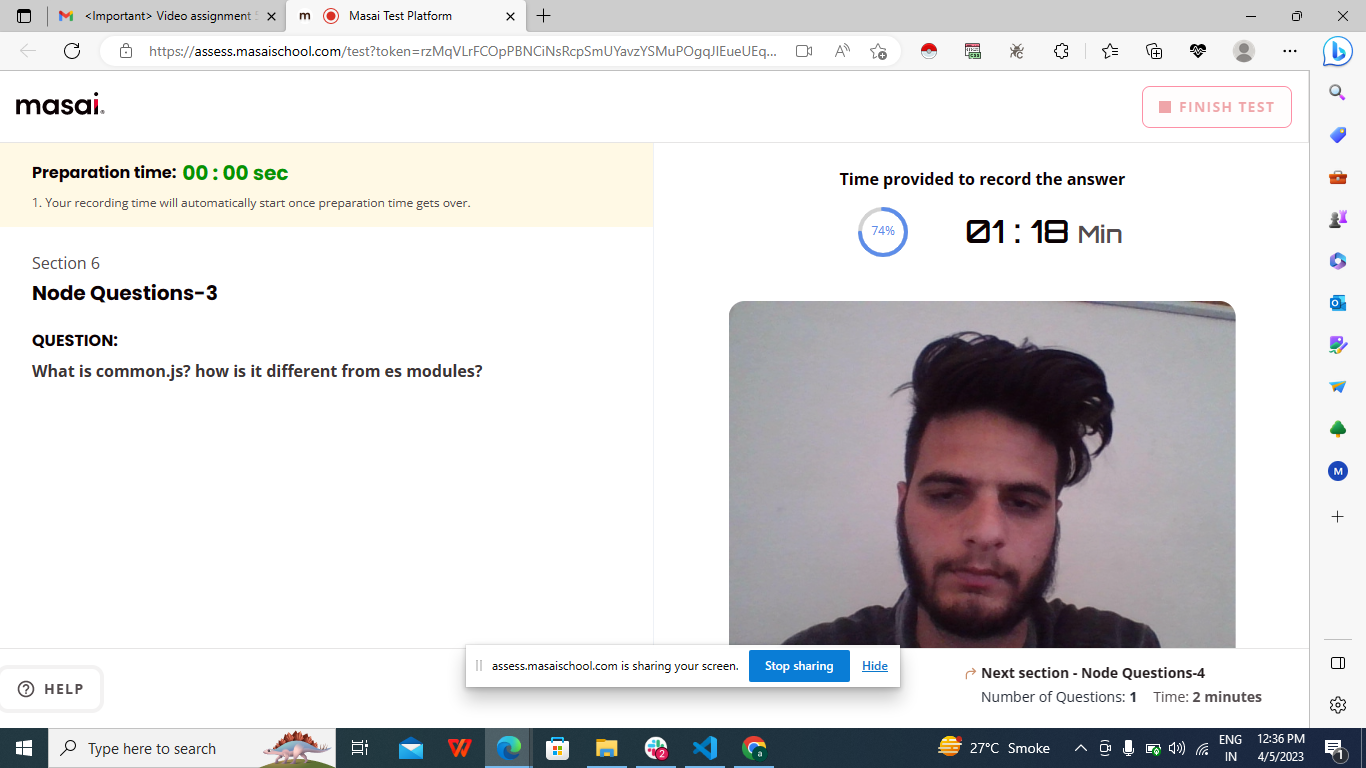 <Important> Video assignment
m
Masai Test Platform
https://assess.masaischool.com/test?token=rzMqVLrFCOpPBNCiNsRcpSmUYavzYSMuPOgqJIEueUEq...
masai.
FINISH TEST
Preparation time: 00 : 00 sec
1. Your recording time will automatically start once preparation time gets over.
Section 6
Node Questions-3
QUESTION:
What is common.js? how is it different from es modules?
Time provided to record the answer
74%
01 : 18 Min
assess.masaischool.com is sharing your screen.
Stop sharing
Hide
HELP
Next section - Node Questions-4
Number of Questions: 1 Time: 2 minutes
M
Type here to search
2
a
27°C Smoke
ENG
IN
12:36 PM
4/5/2023
1